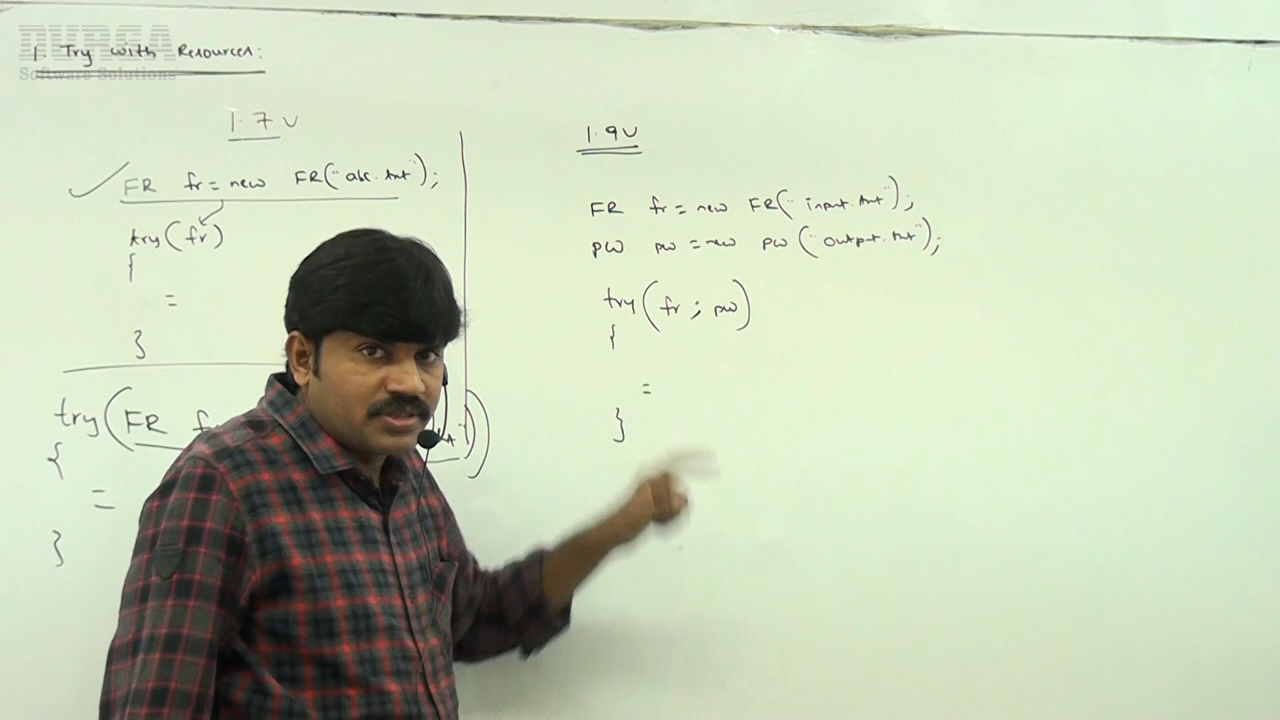 DURGA
Software Solutions
1. Try with Resources:
1.7 V
FR fr = new FR("abc.txt");
try(fr)
{
=
}
try(FR
{
=
}
1.9V
FR fr = new FR("input.txt");
PW pw = new PW("output.txt");
try(fr ; pw)
{
=
}